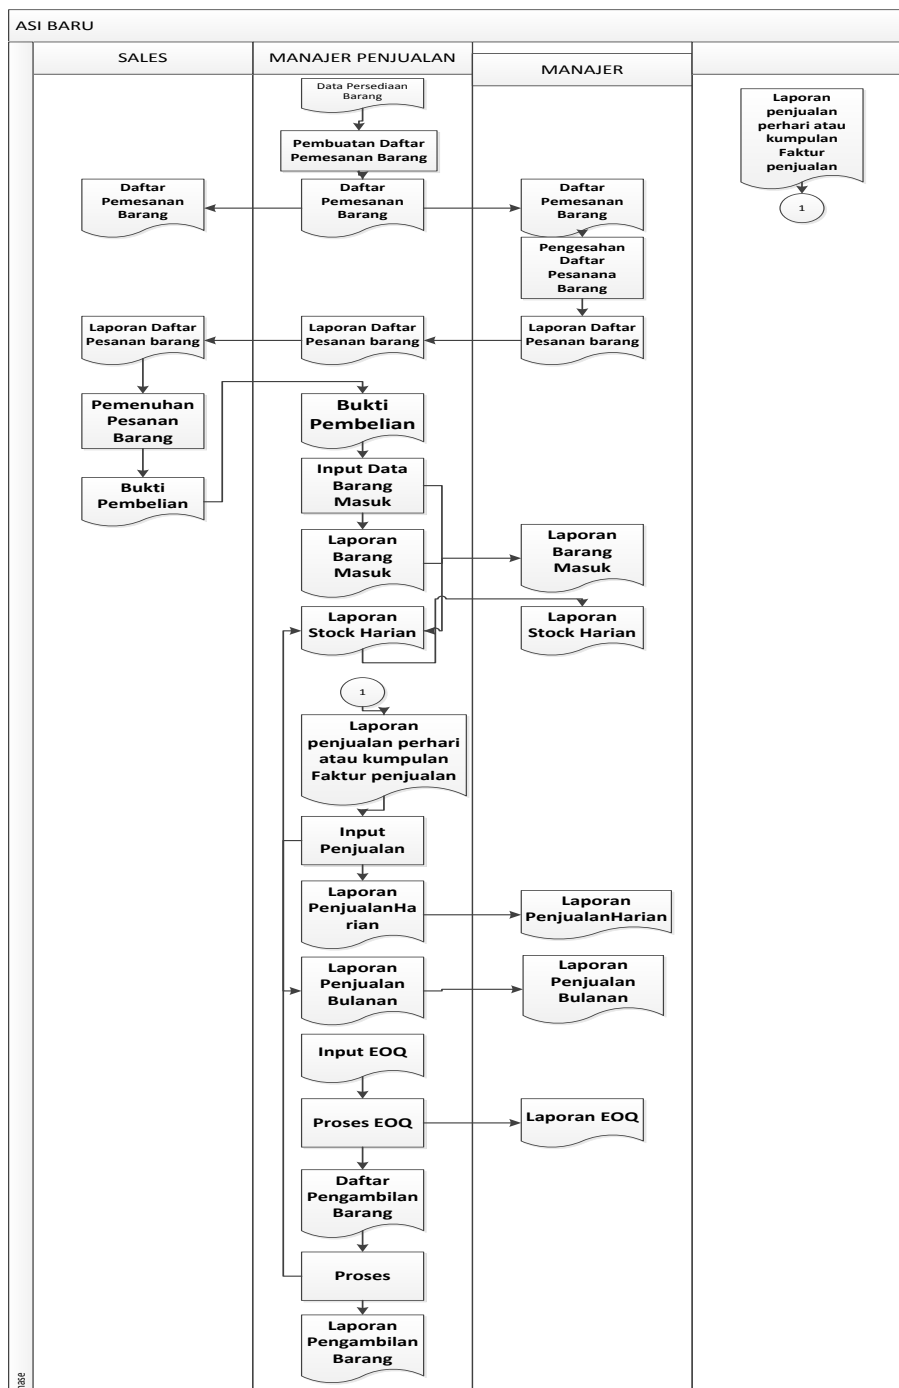 ASI BARU
SALES
MANAJER PENJUALAN
MANAJER
Data Persediaan
Barang
Laporan
penjualan
perhari atau
kumpulan
Faktur
penjualan
1
Pembuatan Daftar
Pemesanan Barang
Daftar
Pemesanan
Barang
Daftar
Pemesanan
Barang
Daftar
Pemesanan
Barang
Pengesahan
Daftar
Pesanana
Barang
Laporan Daftar
Pesanan barang
Laporan Daftar
Pesanan barang
Laporan Daftar
Pesanan barang
Pemenuhan
Pesanan
Barang
Bukti
Pembelian
Bukti
Pembelian
Input Data
Barang
Masuk
Laporan
Barang
Masuk
Laporan
Barang
Masuk
Laporan
Stock Harian
Laporan
Stock Harian
1
Laporan
penjualan perhari
atau kumpulan
Faktur penjualan
Input
Penjualan
Laporan
PenjualanHa
rian
Laporan
PenjualanHarian
Laporan
Penjualan
Bulanan
Laporan
Penjualan
Bulanan
Input EOQ
Proses EOQ
Laporan EOQ
Daftar
Pengambilan
Barang
Proses
Laporan
Pengambilan
Barang